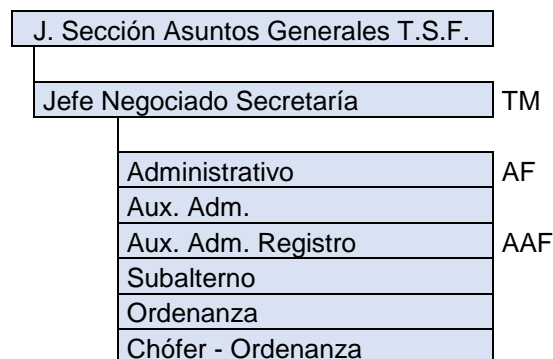 J. Sección Asuntos Generales T.S.F.
Jefe Negociado Secretaría TM
Administrativo AF
Aux. Adm.
Aux. Adm. Registro AAF
Subalterno
Ordenanza
Chófer - Ordenanza